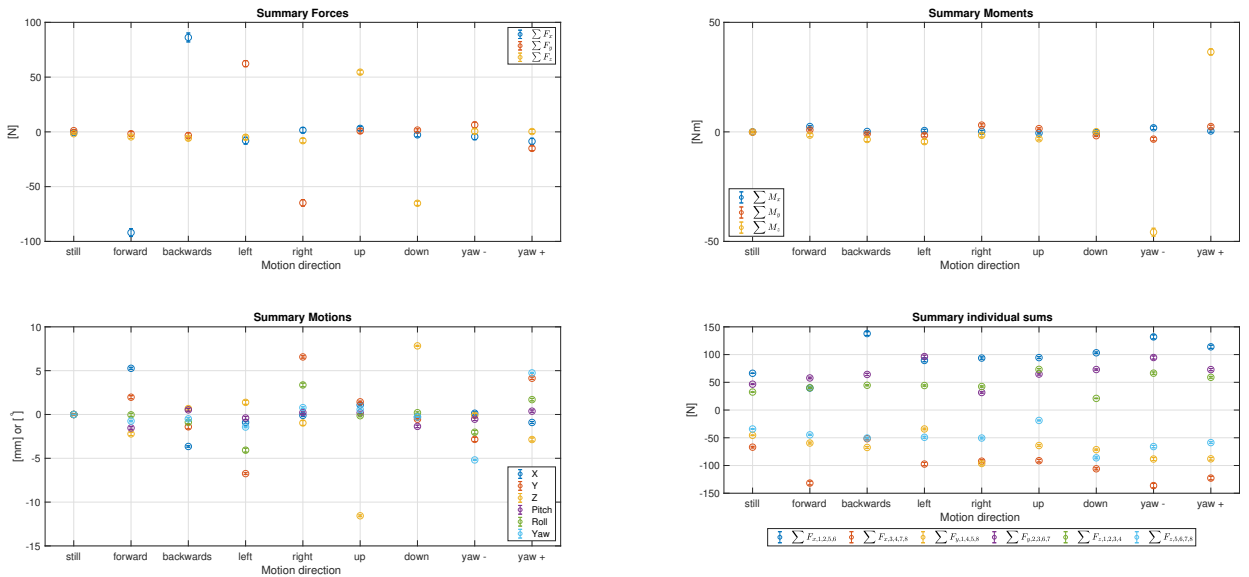 Summary Forces
100
50
0
-50
-100
[N]
∑ F_x
∑ F_y
∑ F_z
still forward backwards left right up down yaw - yaw +
Motion direction
Summary Moments
50
0
-50
[Nm]
∑ M_x
∑ M_y
∑ M_z
still forward backwards left right up down yaw - yaw +
Motion direction
Summary Motions
10
5
0
-5
-10
-15
[mm] or [°]
X
Y
Z
Pitch
Roll
Yaw
still forward backwards left right up down yaw - yaw +
Motion direction
Summary individual sums
150
100
50
0
-50
-100
-150
[N]
still forward backwards left right up down yaw - yaw +
Motion direction
∑ F_x,1,2,5,6 ∑ F_x,3,4,7,8 ∑ F_y,1,4,5,8 ∑ F_y,2,3,6,7 ∑ F_z,1,2,3,4 ∑ F_z,5,6,7,8